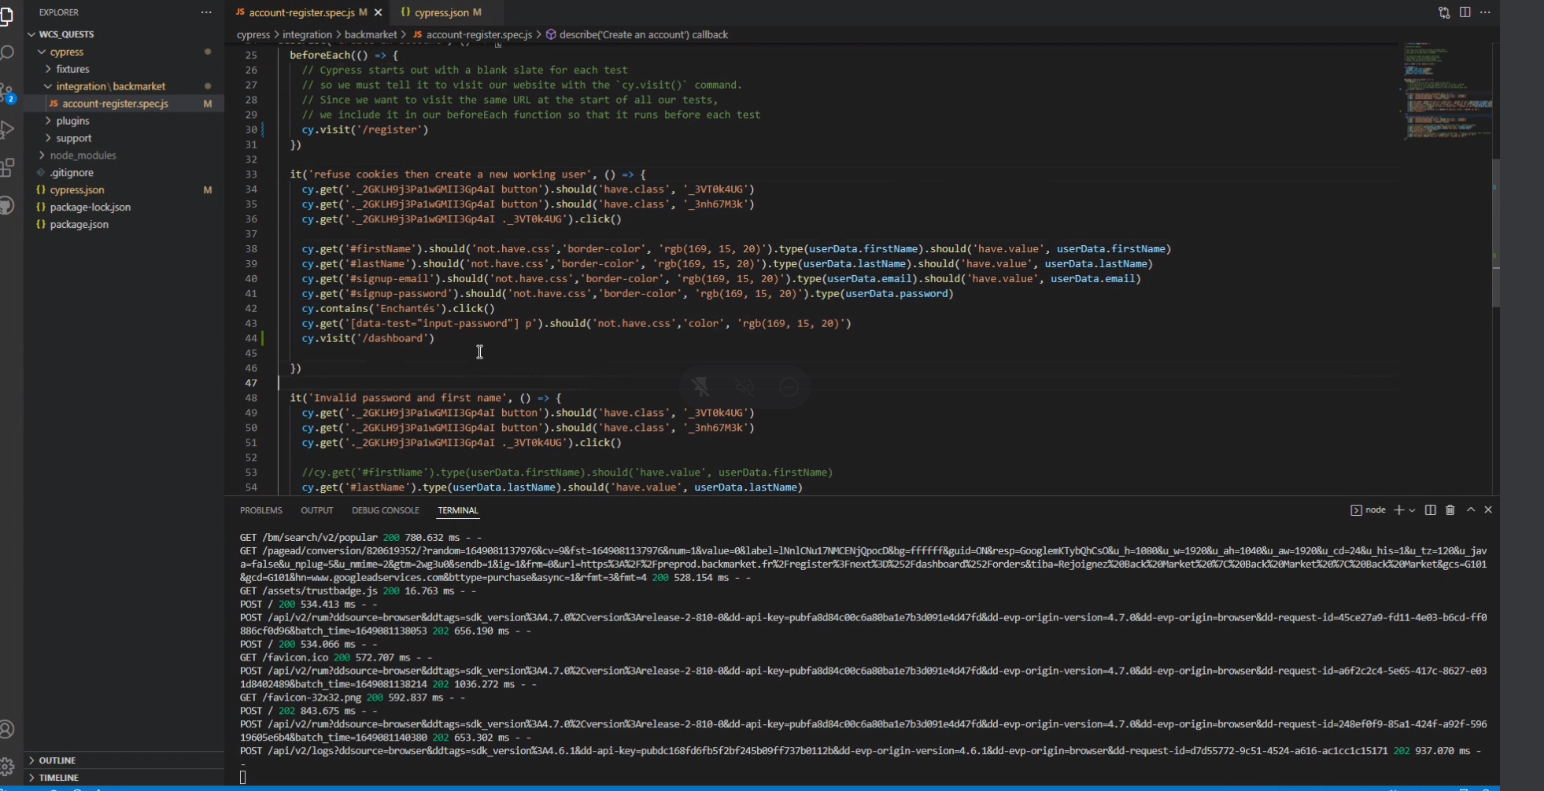 EXPLORER
···
WCS_QUESTS
cypress
fixtures
integration\backmarket
JS account-register.spec.js M
plugins
support
node_modules
.gitignore
{} cypress.json M
{} package-lock.json
{} package.json
OUTLINE
TIMELINE
2
JS account-register.spec.js M ×
{} cypress.json M
cypress > integration > backmarket > JS account-register.spec.js > describe('Create an account') callback
25 beforeEach(() => {
26 // Cypress starts out with a blank slate for each test
27 // so we must tell it to visit our website with the `cy.visit()` command.
28 // Since we want to visit the same URL at the start of all our tests,
29 // we include it in our beforeEach function so that it runs before each test
30 cy.visit('/register')
31 })
32
33 it('refuse cookies then create a new working user', () => {
34 cy.get('._2GKLH9j3Pa1wGMII3Gp4aI button').should('have.class', '_3VT0k4UG')
35 cy.get('._2GKLH9j3Pa1wGMII3Gp4aI button').should('have.class', '_3nh67M3k')
36 cy.get('._2GKLH9j3Pa1wGMII3Gp4aI ._3VT0k4UG').click()
37
38 cy.get('#firstName').should('not.have.css','border-color', 'rgb(169, 15, 20)').type(userData.firstName).should('have.value', userData.firstName)
39 cy.get('#lastName').should('not.have.css','border-color', 'rgb(169, 15, 20)').type(userData.lastName).should('have.value', userData.lastName)
40 cy.get('#signup-email').should('not.have.css','border-color', 'rgb(169, 15, 20)').type(userData.email).should('have.value', userData.email)
41 cy.get('#signup-password').should('not.have.css','border-color', 'rgb(169, 15, 20)').type(userData.password)
42 cy.contains('Enchantés').click()
43 cy.get('[data-test="input-password"] p').should('not.have.css','color', 'rgb(169, 15, 20)')
44 cy.visit('/dashboard')
45
46 })
47
48 it('Invalid password and first name', () => {
49 cy.get('._2GKLH9j3Pa1wGMII3Gp4aI button').should('have.class', '_3VT0k4UG')
50 cy.get('._2GKLH9j3Pa1wGMII3Gp4aI button').should('have.class', '_3nh67M3k')
51 cy.get('._2GKLH9j3Pa1wGMII3Gp4aI ._3VT0k4UG').click()
52
53 //cy.get('#firstName').type(userData.firstName).should('have.value', userData.firstName)
54 cy.get('#lastName').type(userData.lastName).should('have.value', userData.lastName)
PROBLEMS OUTPUT DEBUG CONSOLE TERMINAL
node
GET /bm/search/v2/popular 200 780.632 ms - -
GET /pagead/conversion/820619352/?random=1649081137976&cv=9&fst=1649081137976&num=1&value=0&label=lNnlCNu17NMCENjQpocD&bg=ffffff&guid=ON&resp=GooglemKTybQhCsO&u_h=1080&u_w=1920&u_ah=1040&u_aw=1920&u_cd=24&u_his=1&u_tz=120&u_jav
a=false&u_nplug=5&u_nmime=2&gtm=2wg3u0&sendb=1&ig=1&frm=0&url=https%3A%2F%2Fpreprod.backmarket.fr%2Fregister%3Fnext%3D%252Fdashboard%252Forders&tiba=Rejoignez%20Back%20Market%20%7C%20Back%20Market%20%7C%20Back%20Market&gcs=G101
&gcd=G101&hn=www.googleadservices.com&bttype=purchase&async=1&rfmt=3&fmt=4 200 528.154 ms - -
GET /assets/trustbadge.js 200 16.763 ms - -
POST / 200 534.413 ms - -
POST /api/v2/rum?ddsource=browser&ddtags=sdk_version%3A4.7.0%2Cversion%3Arelease-2-810-0&dd-api-key=pubfa8d84c00c6a80ba1e7b3d091e4d47fd&dd-evp-origin-version=4.7.0&dd-evp-origin=browser&dd-request-id=45ce27a9-fd11-4e03-b6cd-ff0
886cf0d96&batch_time=1649081138053 202 656.190 ms - -
POST / 200 534.066 ms - -
GET /favicon.ico 200 572.707 ms - -
POST /api/v2/rum?ddsource=browser&ddtags=sdk_version%3A4.7.0%2Cversion%3Arelease-2-810-0&dd-api-key=pubfa8d84c00c6a80ba1e7b3d091e4d47fd&dd-evp-origin-version=4.7.0&dd-evp-origin=browser&dd-request-id=a6f2c2c4-5e65-417c-8627-e03
1d8402489&batch_time=1649081138214 202 1036.272 ms - -
GET /favicon-32x32.png 200 592.837 ms - -
POST / 202 843.675 ms - -
POST /api/v2/rum?ddsource=browser&ddtags=sdk_version%3A4.7.0%2Cversion%3Arelease-2-810-0&dd-api-key=pubfa8d84c00c6a80ba1e7b3d091e4d47fd&dd-evp-origin-version=4.7.0&dd-evp-origin=browser&dd-request-id=248ef0f9-85a1-424f-a92f-596
19605e6b4&batch_time=1649081140380 202 653.302 ms - -
POST /api/v2/logs?ddsource=browser&ddtags=sdk_version%3A4.6.1&dd-api-key=pubdc168fd6fb5f2bf245b09ff737b0112b&dd-evp-origin-version=4.6.1&dd-evp-origin=browser&dd-request-id=d7d55772-9c51-4524-a616-ac1cc1c15171 202 937.070 ms -
-